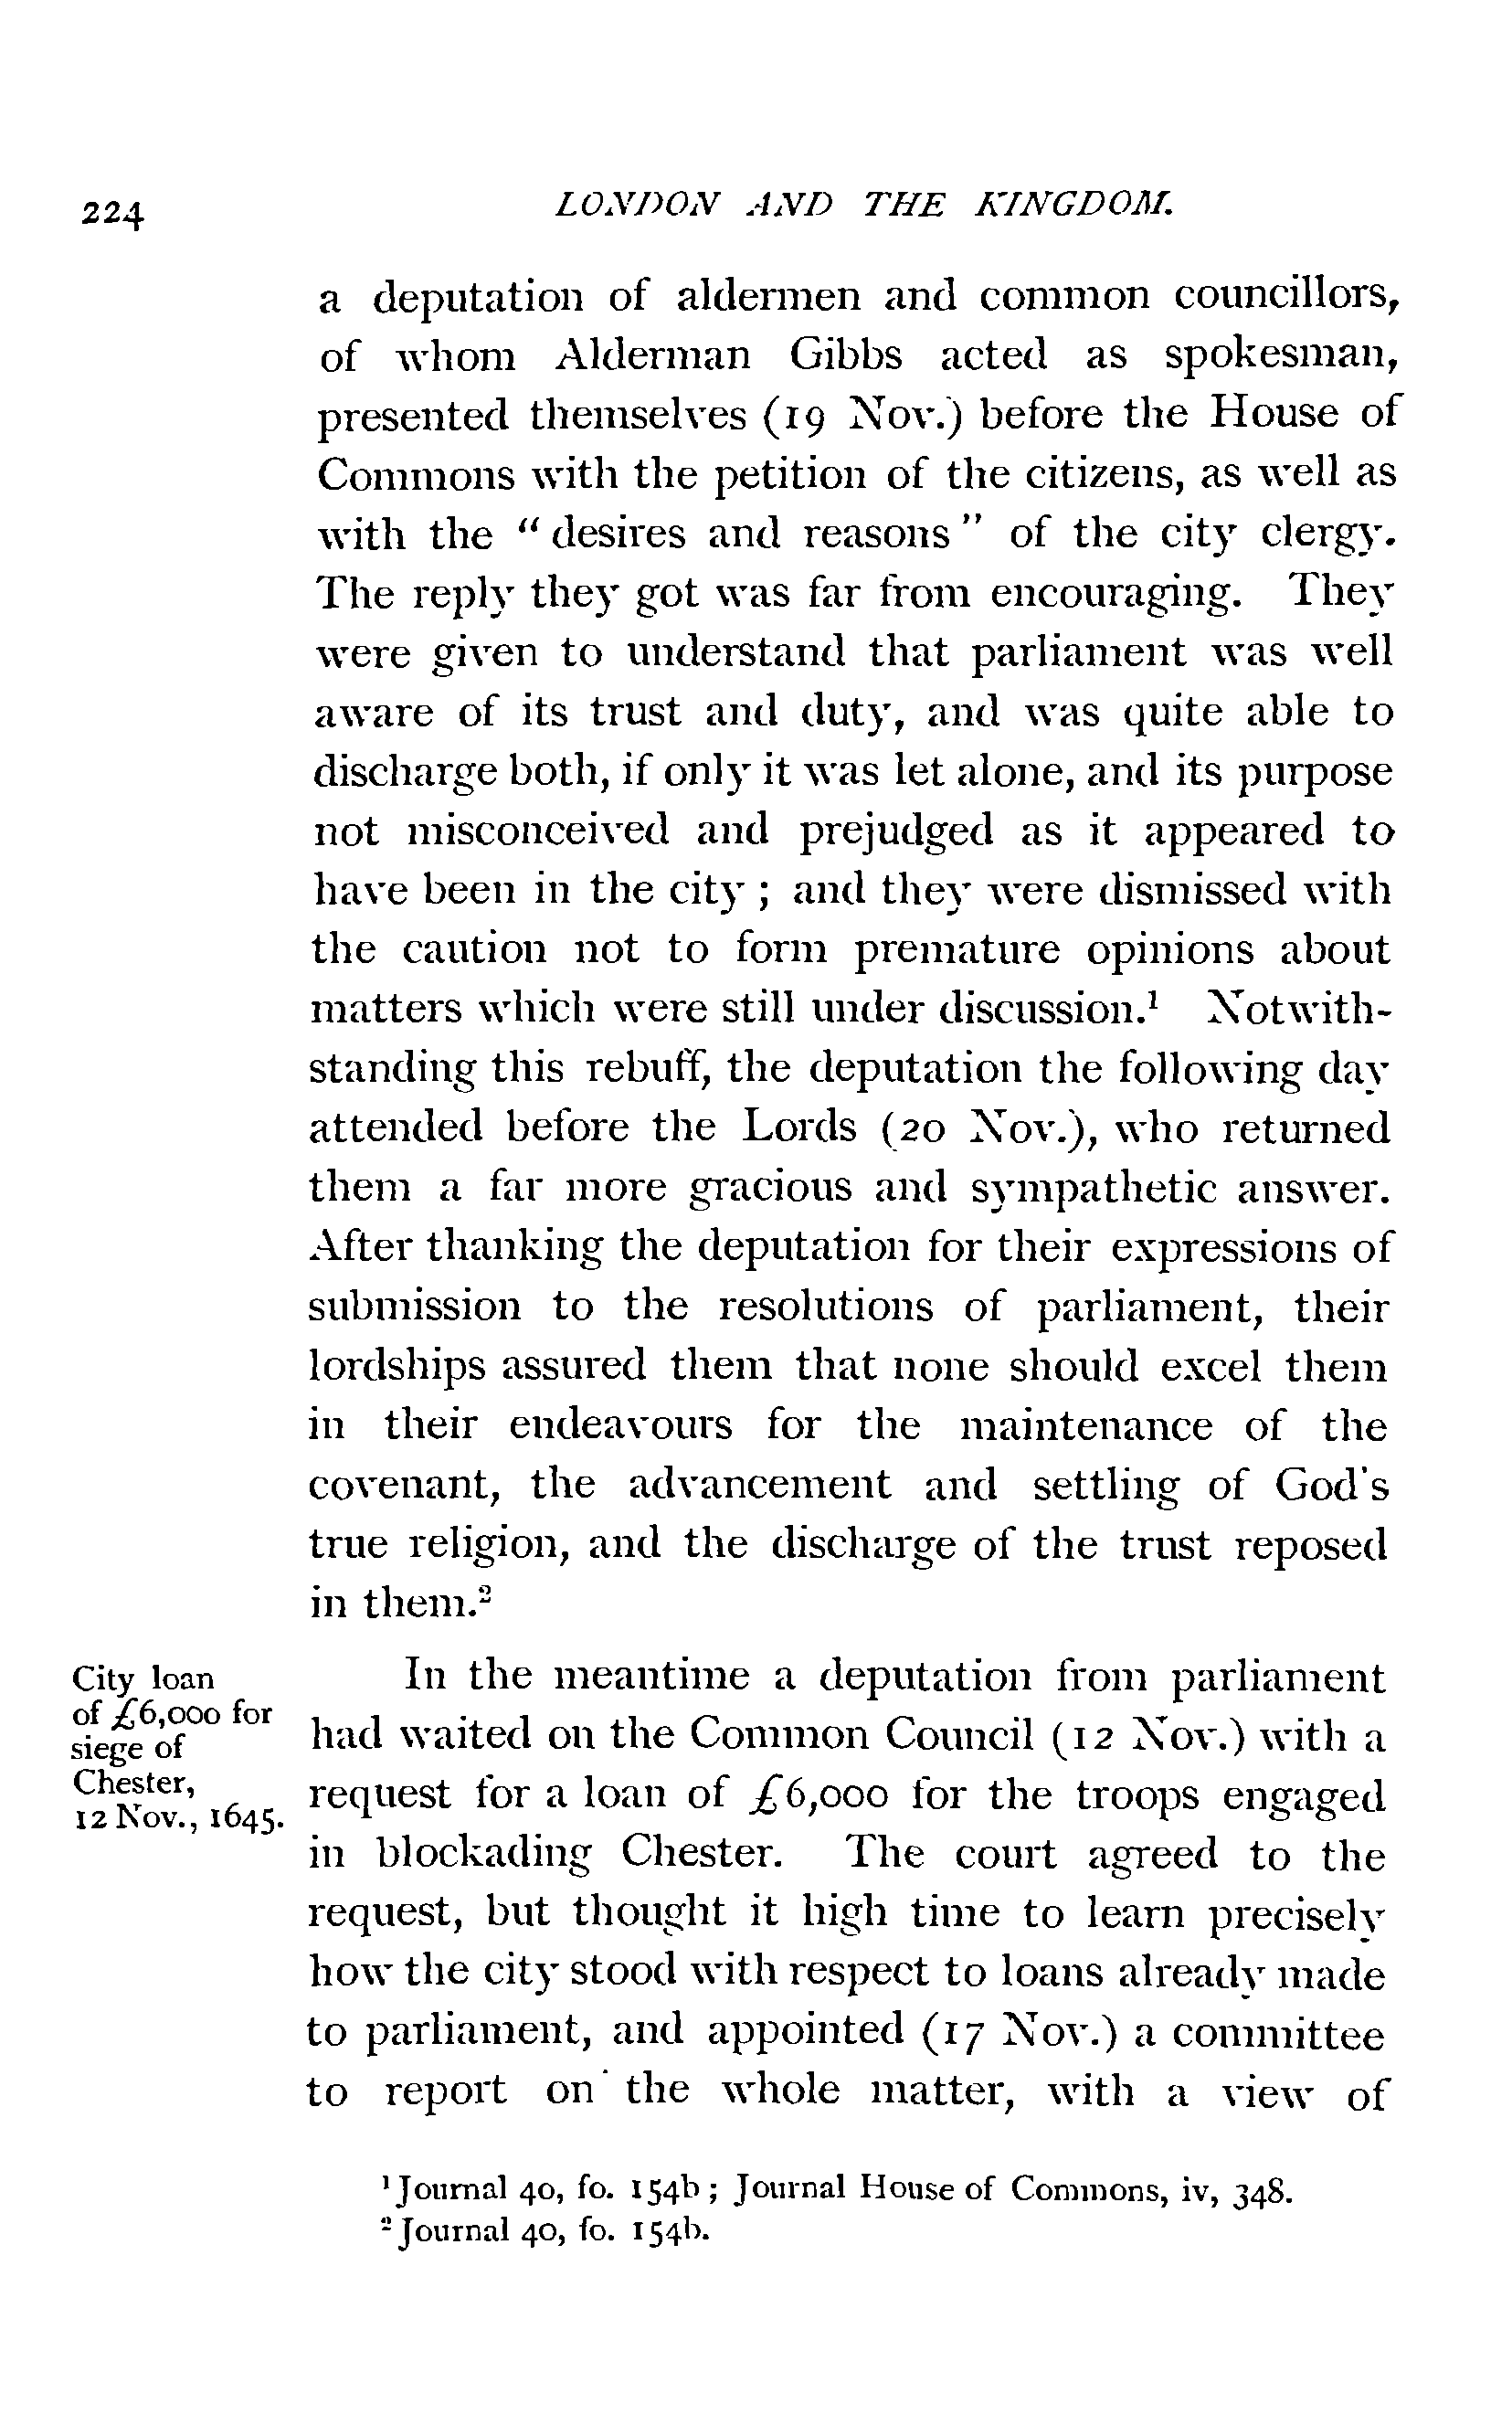 224
LONDON AND THE KINGDOM.
a deputation of aldermen and common councillors,
of whom Alderman Gibbs acted as spokesman,
presented themselves (19 Nov.) before the House of
Commons with the petition of the citizens, as well as
with the “desires and reasons” of the city clergy.
The reply they got was far from encouraging. They
were given to understand that parliament was well
aware of its trust and duty, and was quite able to
discharge both, if only it was let alone, and its purpose
not misconceived and prejudged as it appeared to
have been in the city; and they were dismissed with
the caution not to form premature opinions about
matters which were still under discussion.¹ Notwith-
standing this rebuff, the deputation the following day
attended before the Lords (20 Nov.), who returned
them a far more gracious and sympathetic answer.
After thanking the deputation for their expressions of
submission to the resolutions of parliament, their
lordships assured them that none should excel them
in their endeavours for the maintenance of the
covenant, the advancement and settling of God's
true religion, and the discharge of the trust reposed
in them.²
City loan
of £6,000 for
siege of
Chester,
12 Nov., 1645.
In the meantime a deputation from parliament
had waited on the Common Council (12 Nov.) with a
request for a loan of £6,000 for the troops engaged
in blockading Chester. The court agreed to the
request, but thought it high time to learn precisely
how the city stood with respect to loans already made
to parliament, and appointed (17 Nov.) a committee
to report on the whole matter, with a view of
¹ Journal 40, fo. 154b; Journal House of Commons, iv, 348.
² Journal 40, fo. 154b.